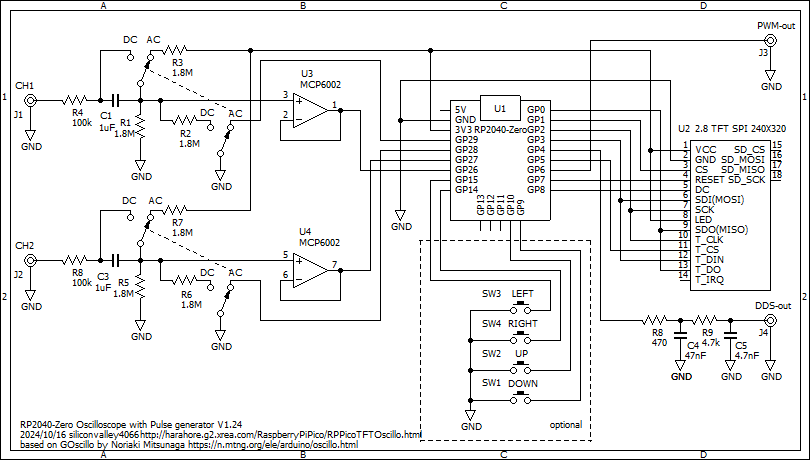 A B C D
PWM-out
DC AC
J3
R3
1.8M
GND
CH1
U3
MCP6002
1 1
3
1
2
R4
100k
C1
1uF
R1
1.8M
R2
1.8M
DC AC
J1
GND
GND
GND
U1
RP2040-Zero
5V
GND
3V3
GP29
GP28
GP27
GP26
GP15
GP14
GP0
GP1
GP2
GP3
GP4
GP5
GP6
GP7
GP8
GP13
GP12
GP11
GP10
GP9
GND
U2 2.8 TFT SPI 240X320
1 VCC SD_CS 15
2 GND SD_MOSI 16
3 CS SD_MISO 17
4 RESET SD_SCK 18
5 DC
6 SDI(MOSI)
7 SCK
8 LED
9 SDO(MISO)
10 T_CLK
11 T_CS
12 T_DIN
13 T_DO
14 T_IRQ
DC AC
R7
1.8M
CH2
U4
MCP6002
5
7
6
R8
100k
C3
1uF
R5
1.8M
R6
1.8M
DC AC
J2
GND
GND
GND
2 2
SW3 LEFT
SW4 RIGHT
SW2 UP
SW1 DOWN
GND
optional
DDS-out
R8
470
C4
47nF
R9
4.7k
C5
4.7nF
J4
GND
GND
GND
RP2040-Zero Oscilloscope with Pulse generator V1.24
2024/10/16 siliconvalley4066http://harahore.g2.xrea.com/RaspberryPiPico/RPPicoTFTOscillo.html
based on GOscillo by Noriaki Mitsunaga https://n.mtng.org/ele/arduino/oscillo.html
A B C D